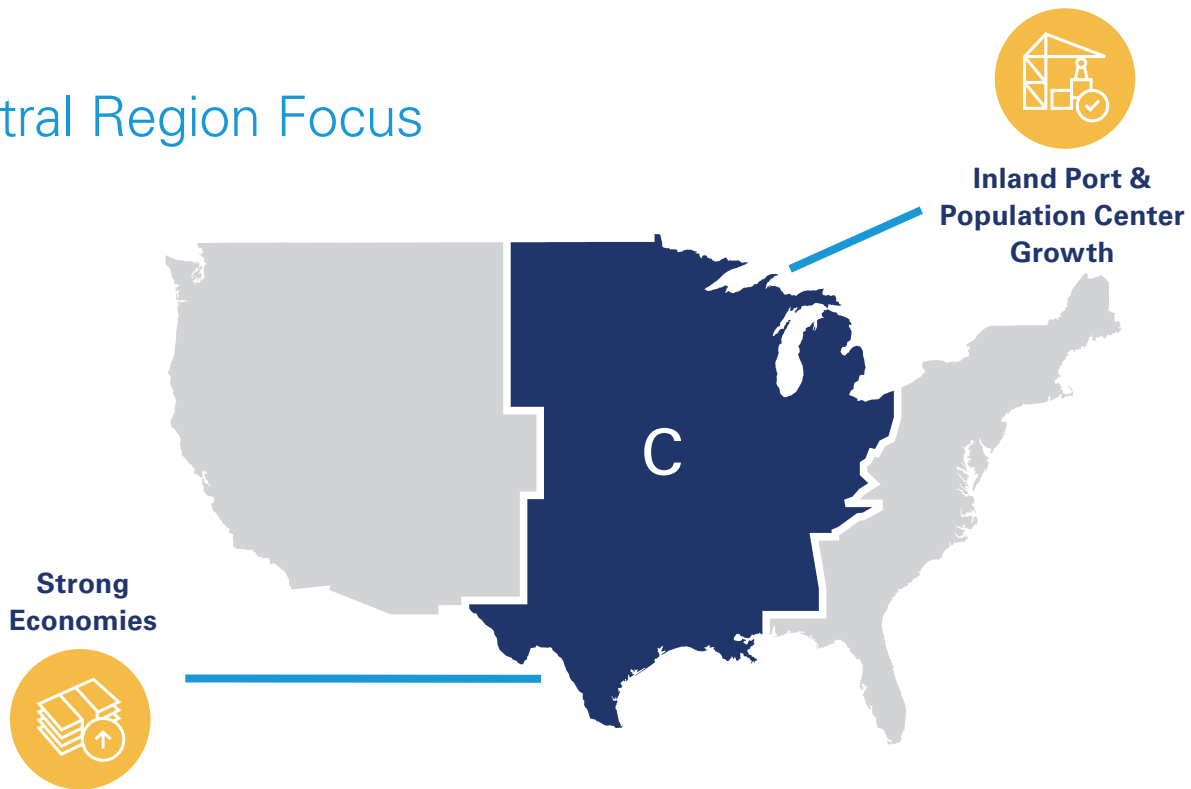 tral Region Focus
Inland Port &
Population Center
Growth
C
Strong
Economies